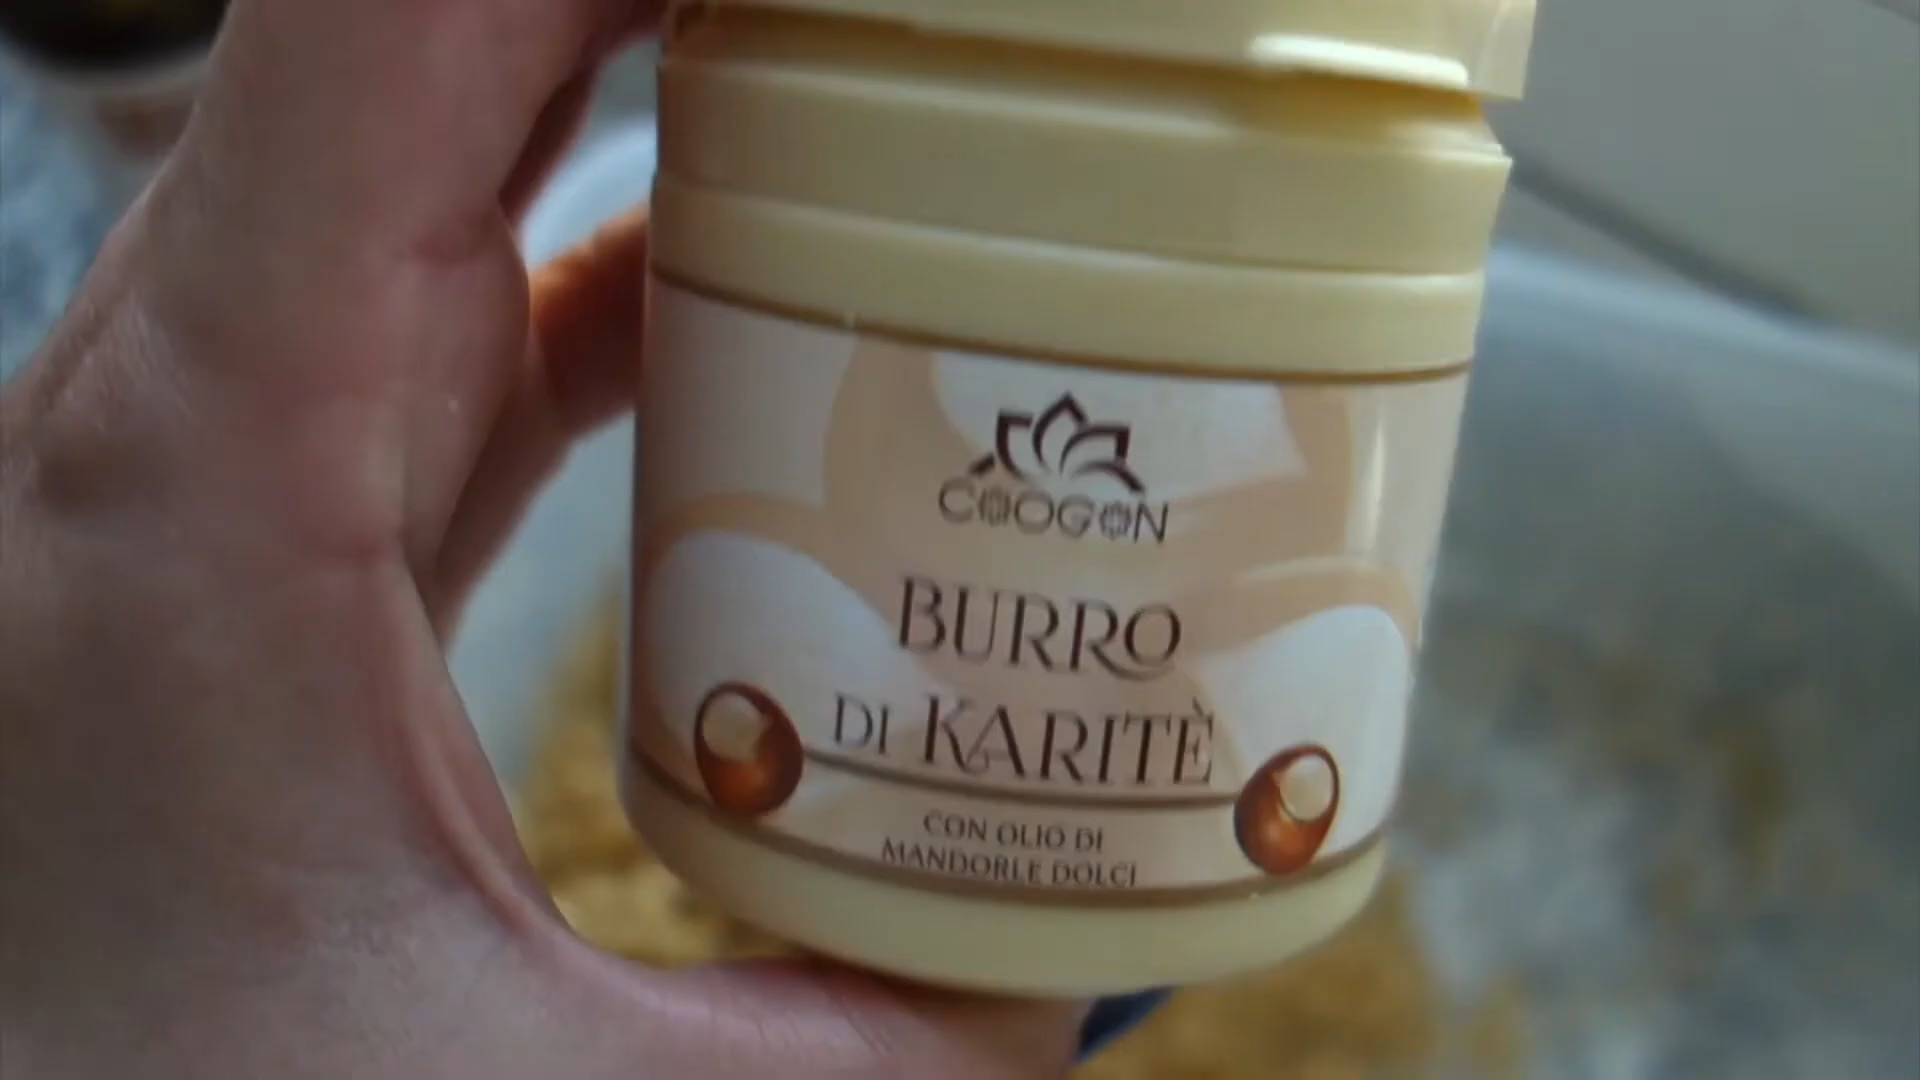 COOGON
BURRO
DI KARITÈ
CON OLIO DI
MANDORLE DOLCI